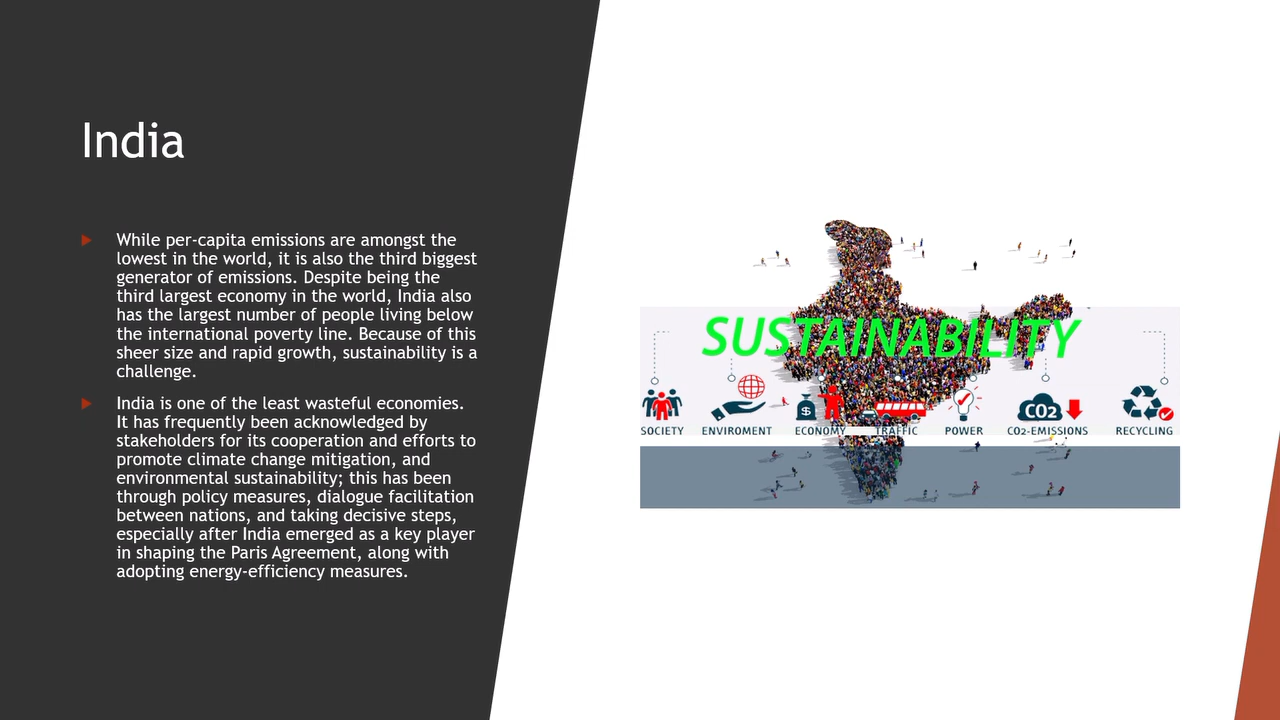 India
While per-capita emissions are amongst the
lowest in the world, it is also the third biggest
generator of emissions. Despite being the
third largest economy in the world, India also
has the largest number of people living below
the international poverty line. Because of this
sheer size and rapid growth, sustainability is a
challenge.
India is one of the least wasteful economies.
It has frequently been acknowledged by
stakeholders for its cooperation and efforts to
promote climate change mitigation, and
environmental sustainability; this has been
through policy measures, dialogue facilitation
between nations, and taking decisive steps,
especially after India emerged as a key player
in shaping the Paris Agreement, along with
adopting energy-efficiency measures.
SUSTAINABILITY
$ CO2
SOCIETY ENVIROMENT ECONOMY TRAFFIC POWER CO2-EMISSIONS RECYCLING